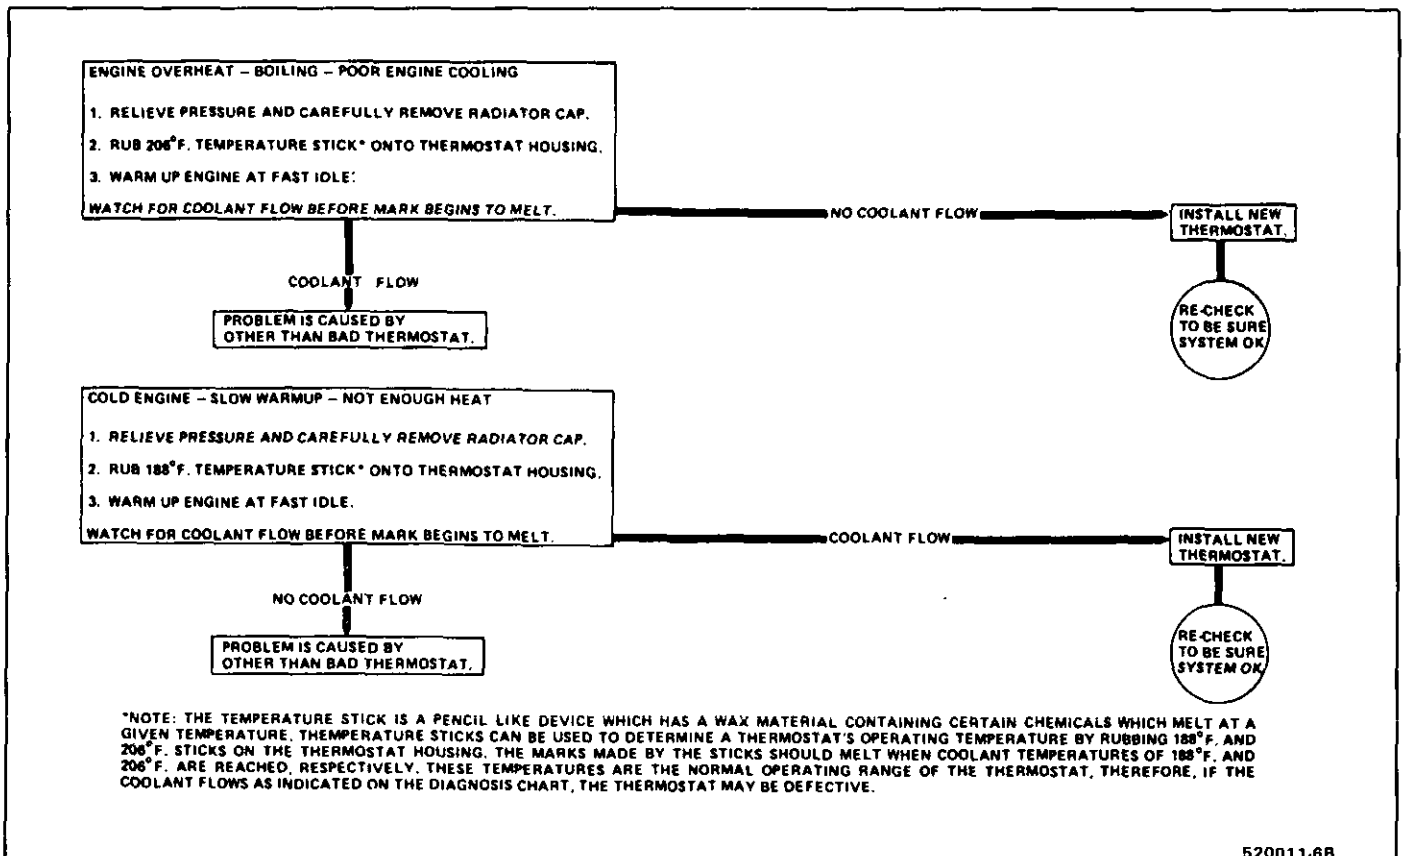 ENGINE OVERHEAT – BOILING – POOR ENGINE COOLING
1. RELIEVE PRESSURE AND CAREFULLY REMOVE RADIATOR CAP.
2. RUB 206°F. TEMPERATURE STICK* ONTO THERMOSTAT HOUSING.
3. WARM UP ENGINE AT FAST IDLE.
WATCH FOR COOLANT FLOW BEFORE MARK BEGINS TO MELT.
NO COOLANT FLOW
INSTALL NEW
THERMOSTAT.
COOLANT FLOW
PROBLEM IS CAUSED BY
OTHER THAN BAD THERMOSTAT.
RE-CHECK
TO BE SURE
SYSTEM OK
COLD ENGINE – SLOW WARMUP – NOT ENOUGH HEAT
1. RELIEVE PRESSURE AND CAREFULLY REMOVE RADIATOR CAP.
2. RUB 188°F. TEMPERATURE STICK* ONTO THERMOSTAT HOUSING.
3. WARM UP ENGINE AT FAST IDLE.
WATCH FOR COOLANT FLOW BEFORE MARK BEGINS TO MELT.
COOLANT FLOW
INSTALL NEW
THERMOSTAT.
NO COOLANT FLOW
PROBLEM IS CAUSED BY
OTHER THAN BAD THERMOSTAT.
RE-CHECK
TO BE SURE
SYSTEM OK
*NOTE: THE TEMPERATURE STICK IS A PENCIL LIKE DEVICE WHICH HAS A WAX MATERIAL CONTAINING CERTAIN CHEMICALS WHICH MELT AT A
GIVEN TEMPERATURE. THEMPERATURE STICKS CAN BE USED TO DETERMINE A THERMOSTAT'S OPERATING TEMPERATURE BY RUBBING 188°F. AND
206°F. STICKS ON THE THERMOSTAT HOUSING. THE MARKS MADE BY THE STICKS SHOULD MELT WHEN COOLANT TEMPERATURES OF 188°F. AND
206°F. ARE REACHED, RESPECTIVELY. THESE TEMPERATURES ARE THE NORMAL OPERATING RANGE OF THE THERMOSTAT, THEREFORE, IF THE
COOLANT FLOWS AS INDICATED ON THE DIAGNOSIS CHART, THE THERMOSTAT MAY BE DEFECTIVE.
520011-6B